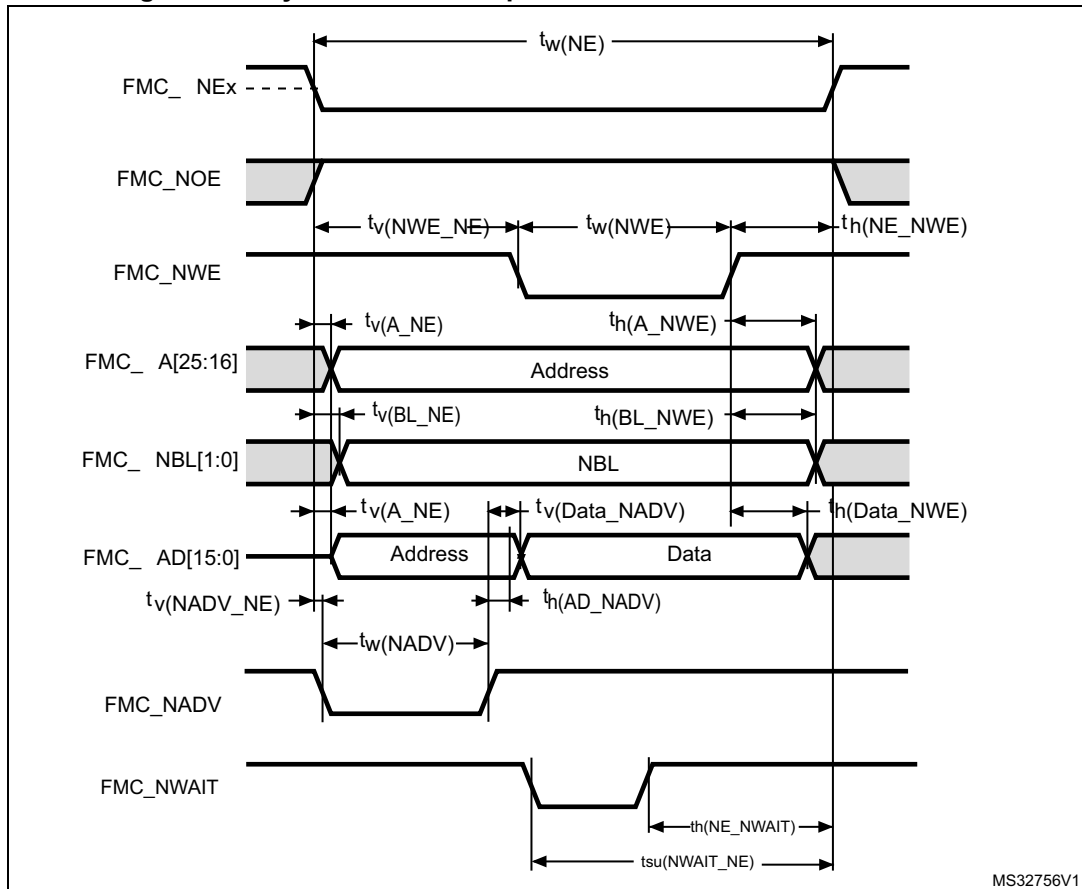 tw(NE)
FMC_ NEx
FMC_NOE
tv(NWE_NE) tw(NWE) th(NE_NWE)
FMC_NWE
tv(A_NE) th(A_NWE)
FMC_ A[25:16] Address
tv(BL_NE) th(BL_NWE)
FMC_ NBL[1:0] NBL
tv(A_NE) tv(Data_NADV) th(Data_NWE)
FMC_ AD[15:0] Address Data
tv(NADV_NE) th(AD_NADV)
tw(NADV)
FMC_NADV
FMC_NWAIT
th(NE_NWAIT)
tsu(NWAIT_NE)
MS32756V1